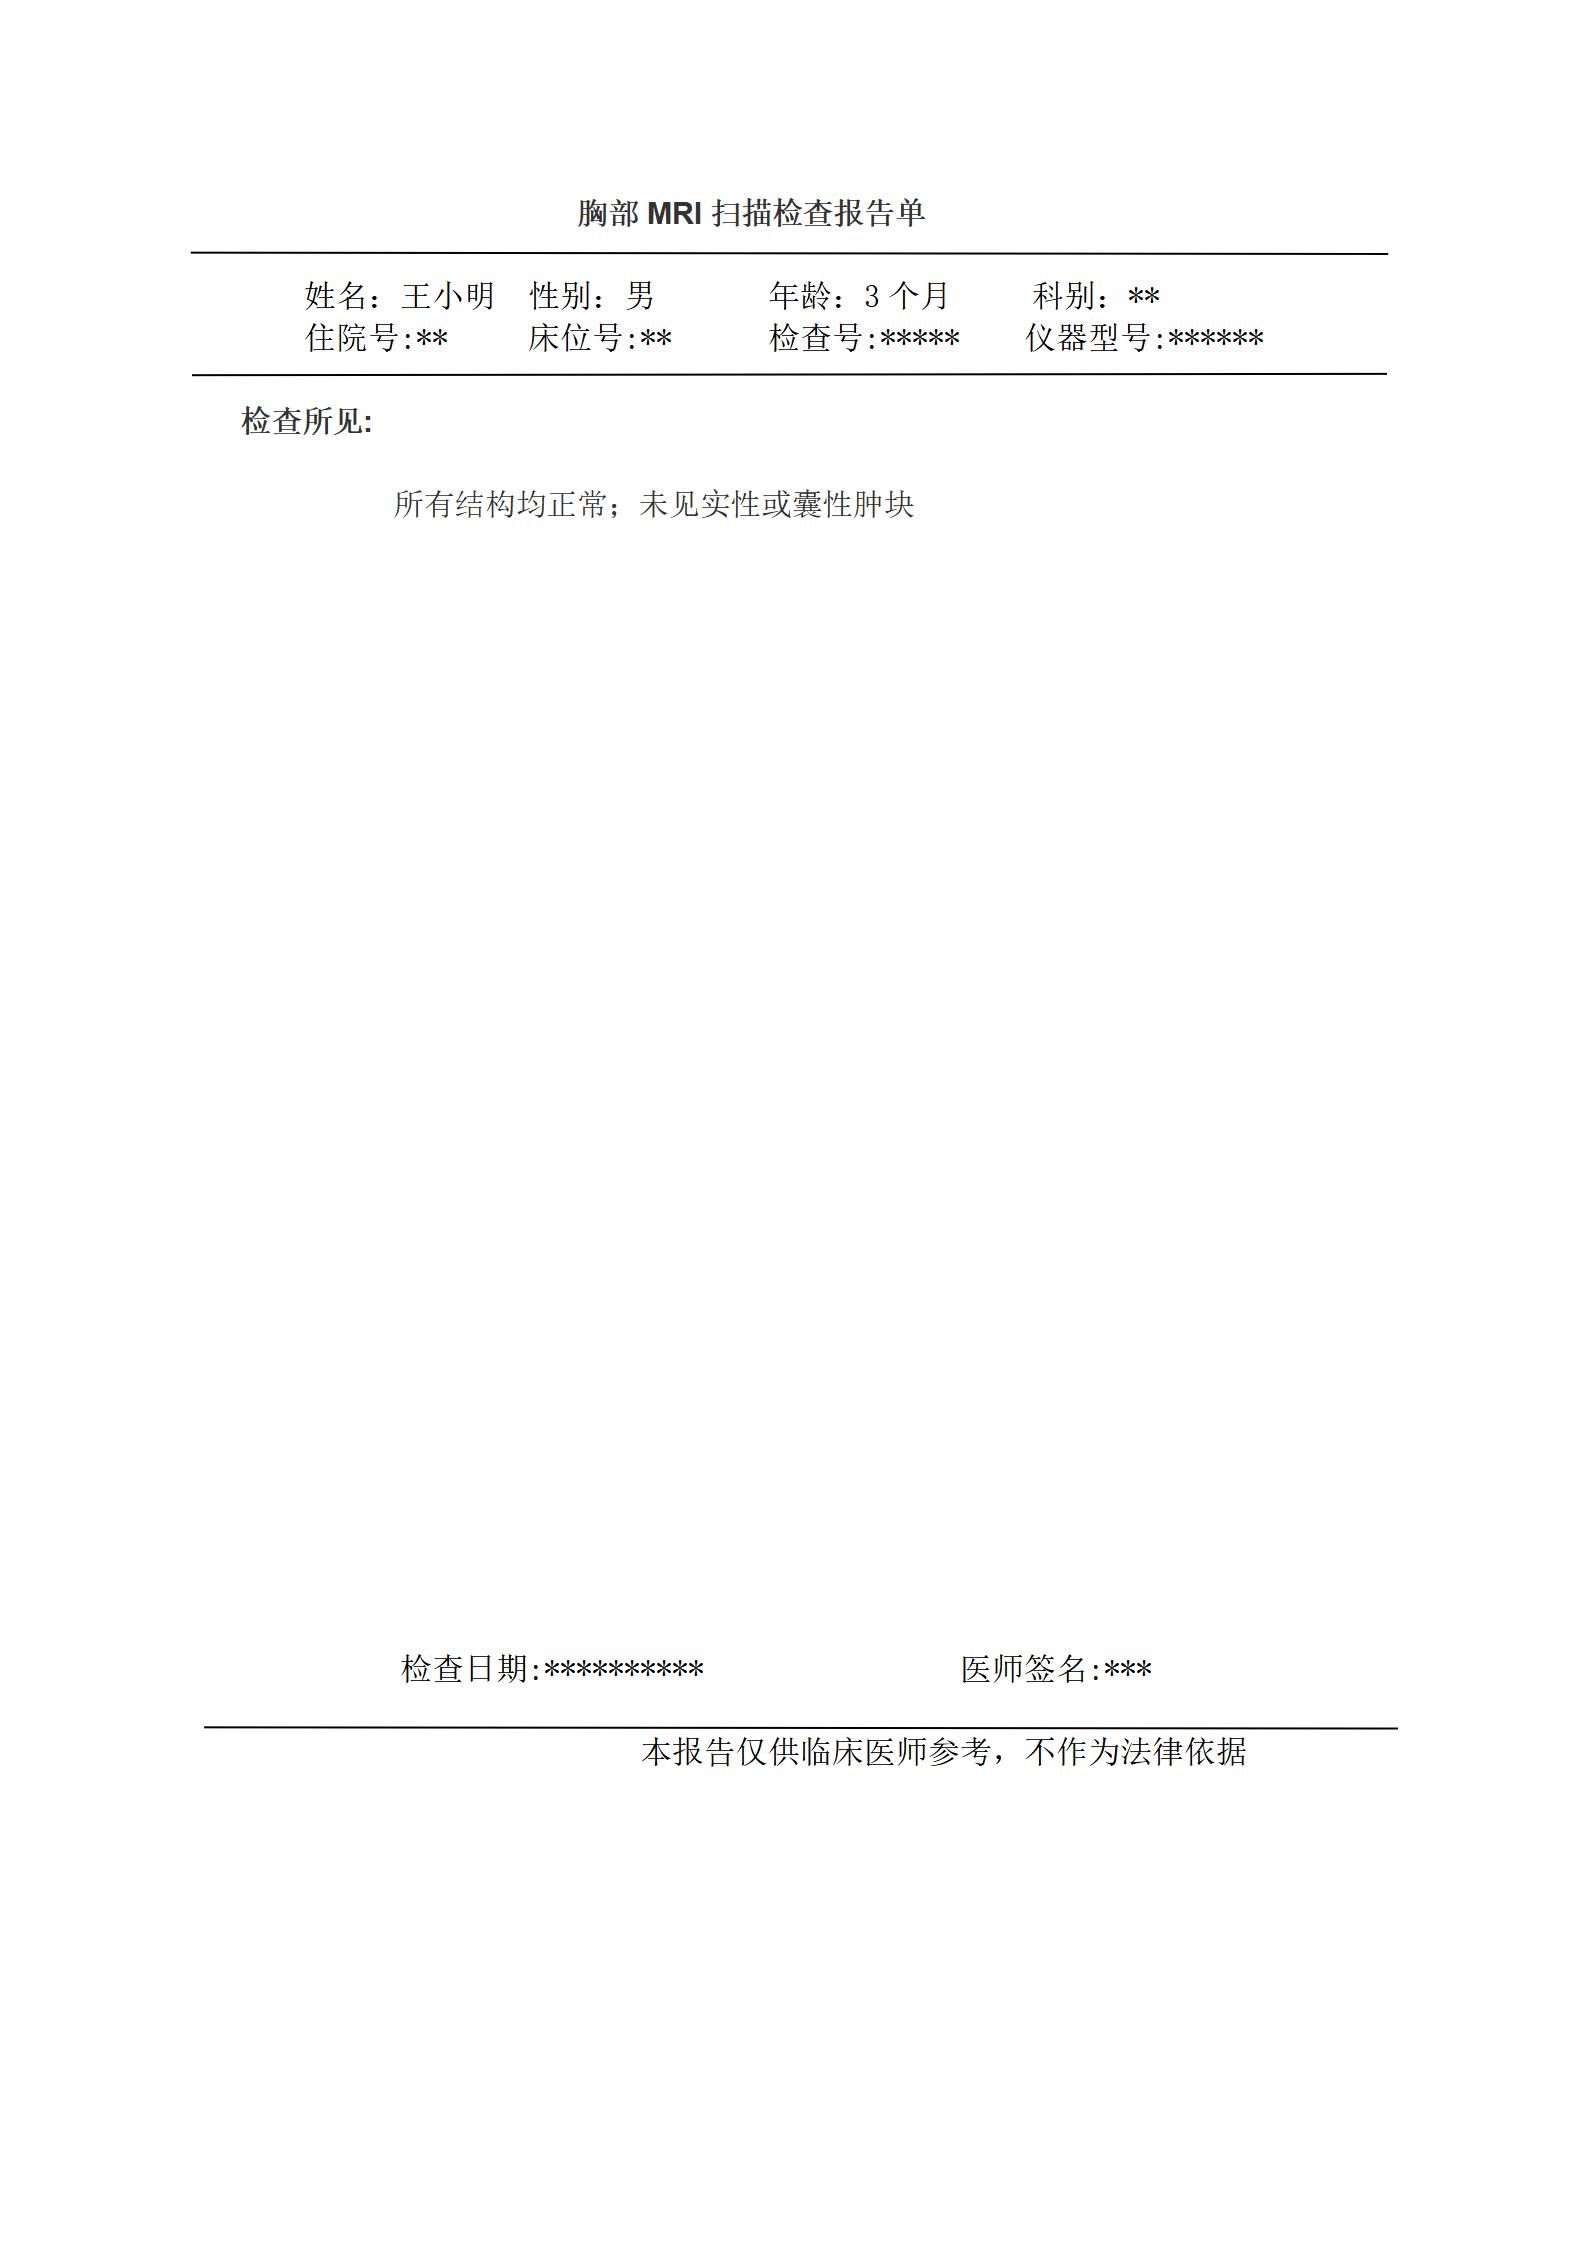 胸部 MRI 扫描检查报告单
姓名：王小明 性别：男 年龄：3 个月 科别：**
住院号:** 床位号:** 检查号:***** 仪器型号:******
检查所见:
所有结构均正常；未见实性或囊性肿块
检查日期:********** 医师签名:***
本报告仅供临床医师参考，不作为法律依据